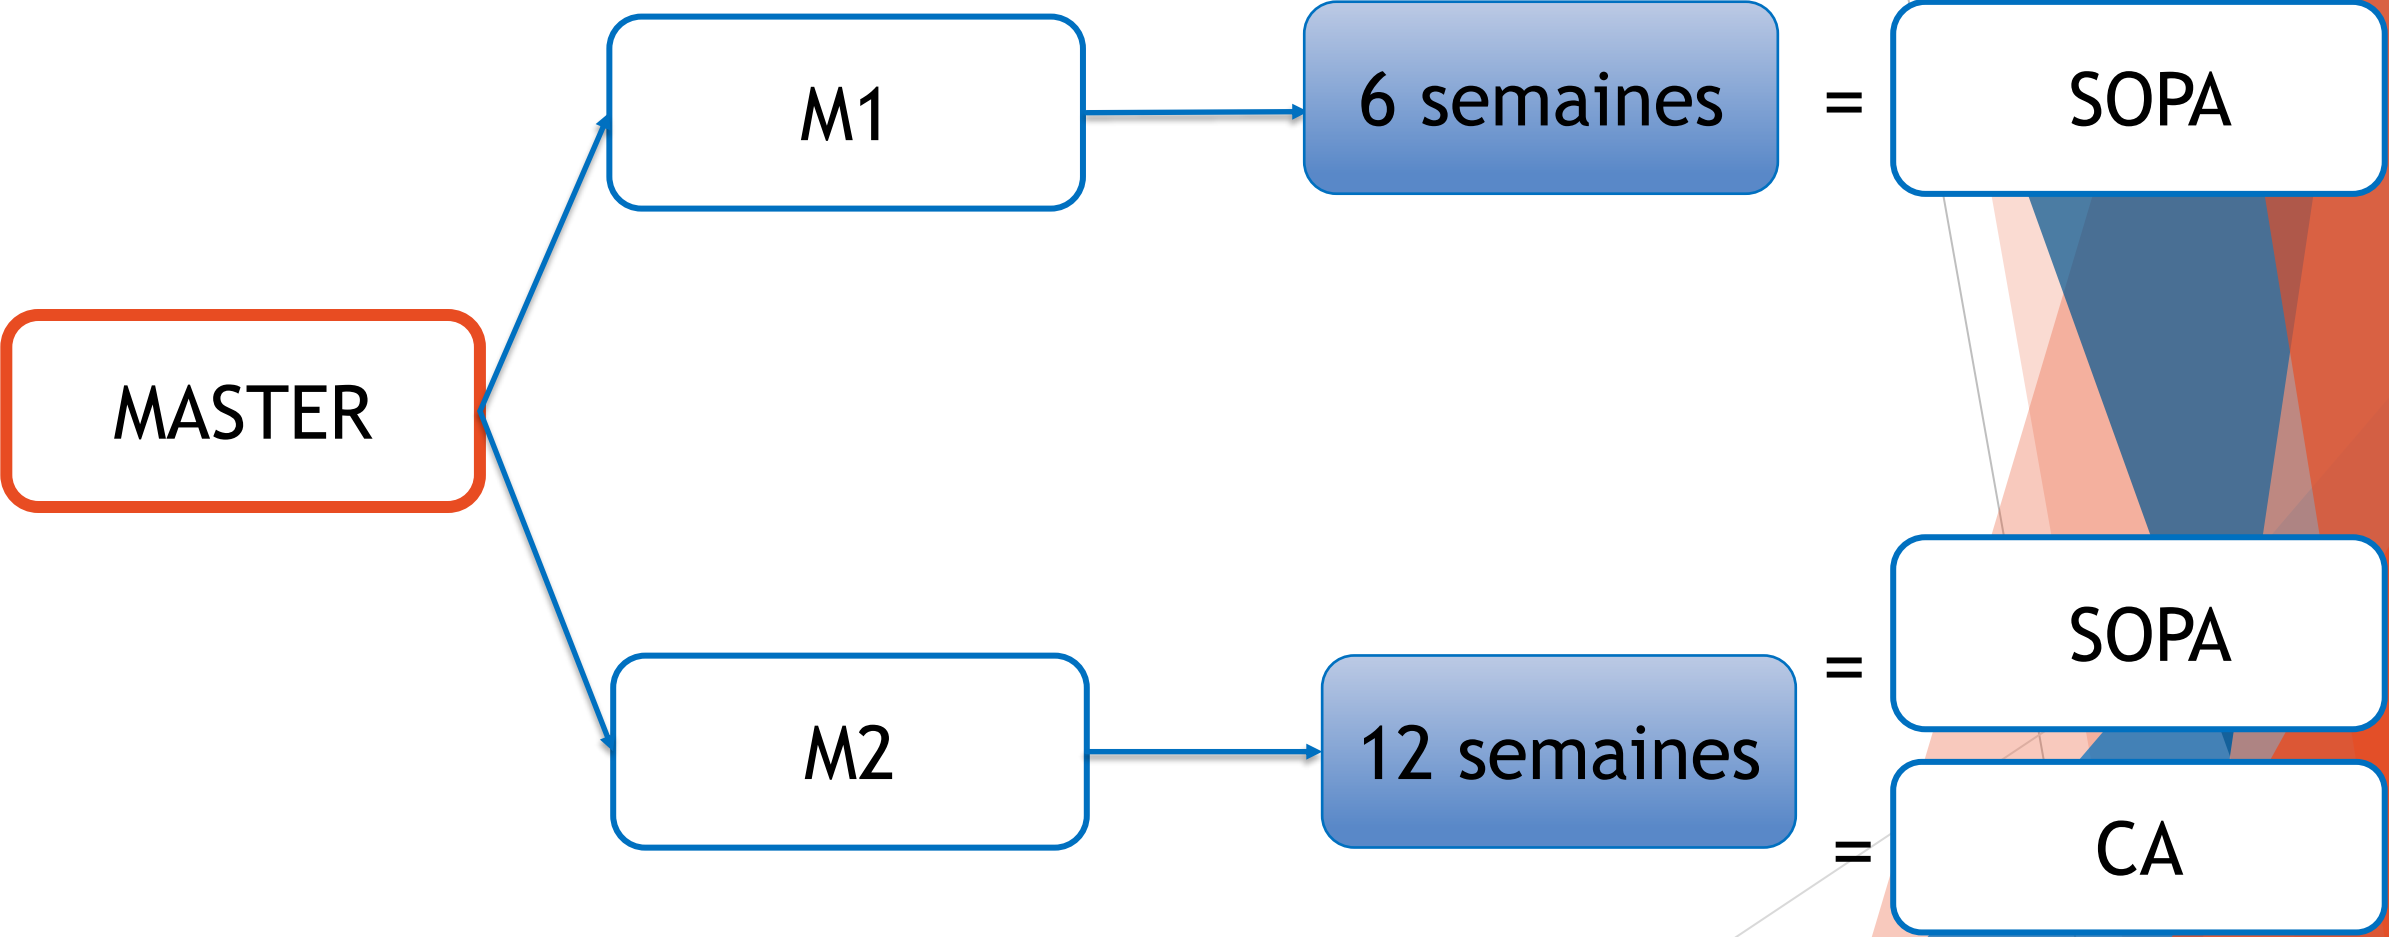 M1
6 semaines
=
SOPA
MASTER
M2
12 semaines
=
SOPA
=
CA